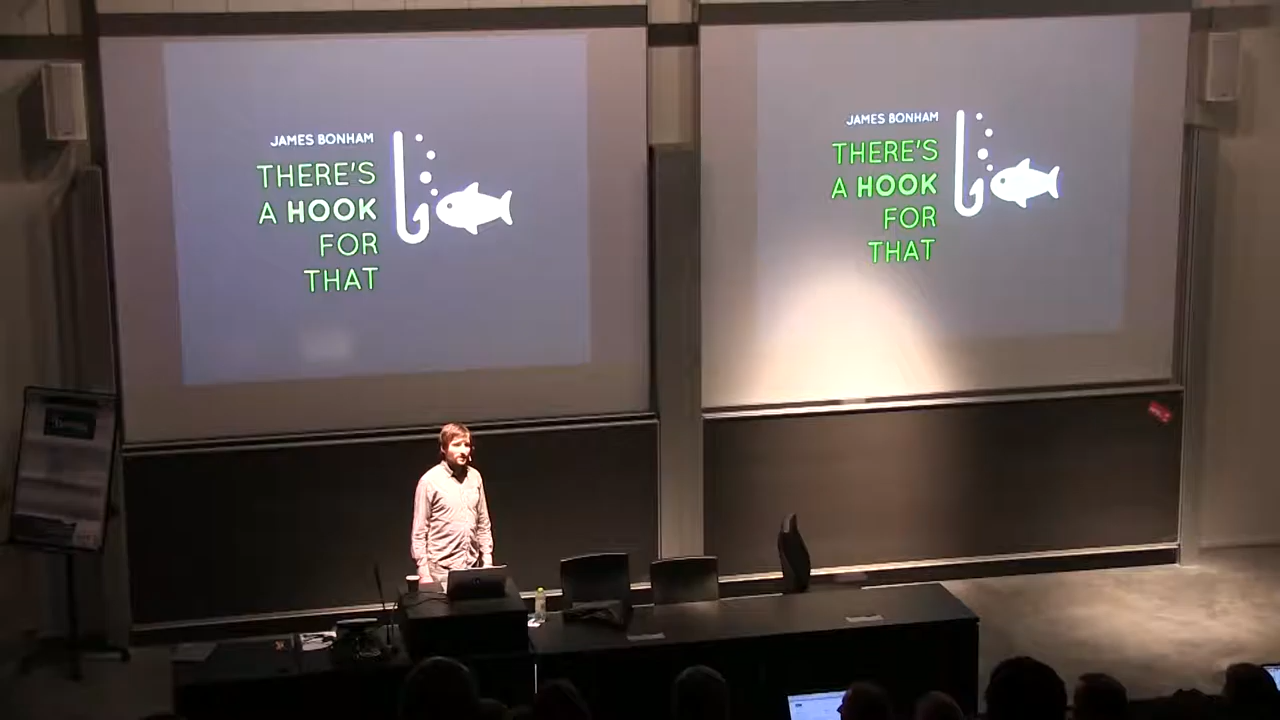 JAMES BONHAM
THERE'S
A HOOK
FOR
THAT
JAMES BONHAM
THERE'S
A HOOK
FOR
THAT